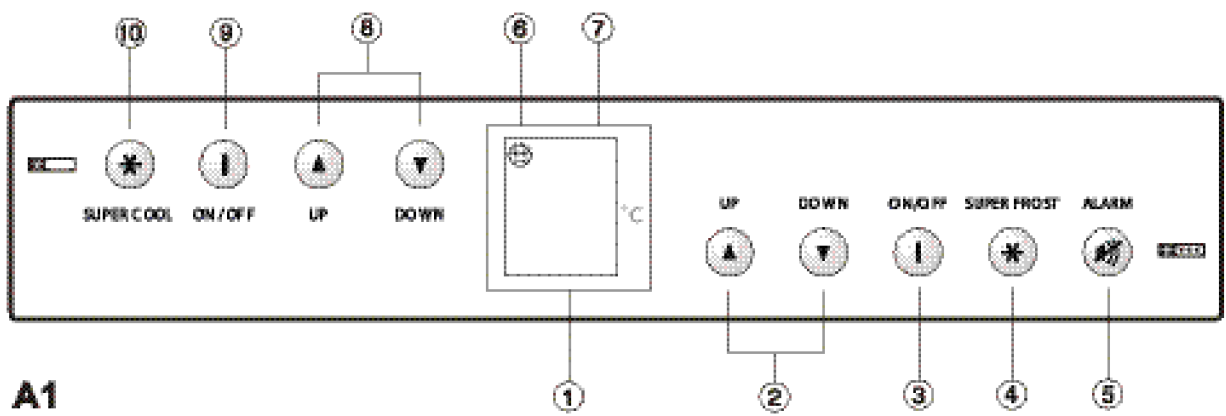 ⑩ ⑨ ⑧ ⑥ ⑦
SUPER COOL ON/OFF UP DOWN
°C
UP DOWN ON/OFF SUPER FROST ALARM
① ② ③ ④ ⑤
A1